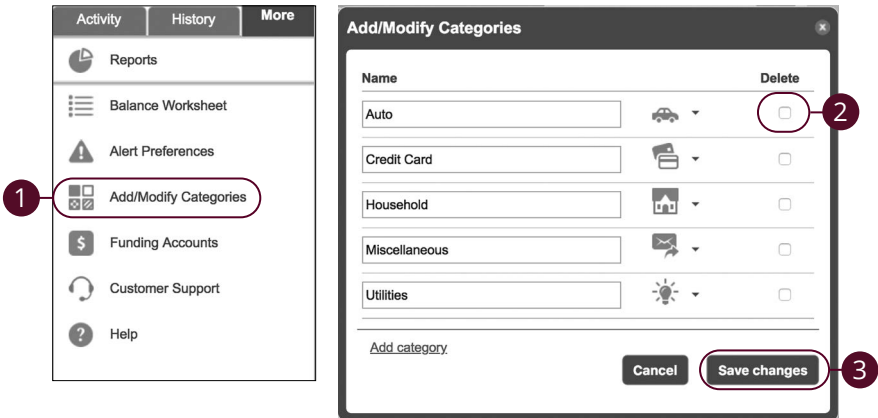 Activity History More
Reports
Balance Worksheet
Alert Preferences
1 Add/Modify Categories
$ Funding Accounts
Customer Support
? Help
Add/Modify Categories x
Name Delete
Auto 2
Credit Card
Household
Miscellaneous
Utilities
Add category
Cancel Save changes 3